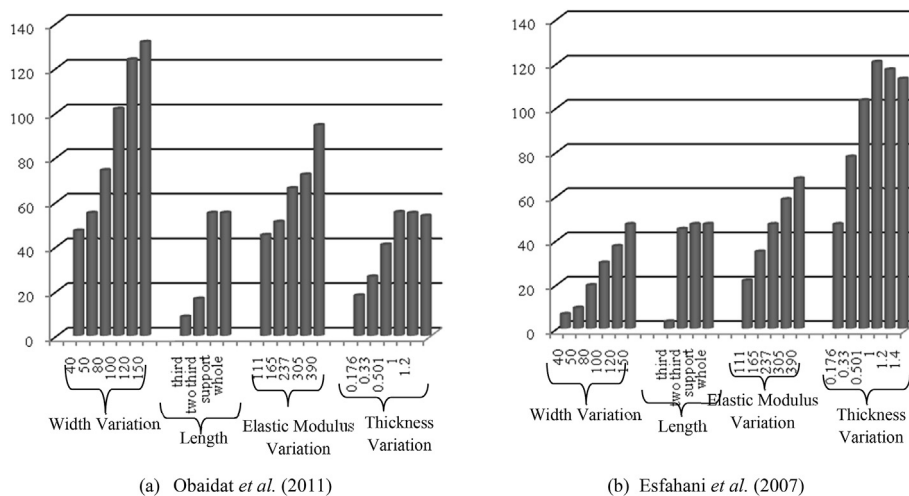 140
120
100
80
60
40
20
0
40
50
80
100
120
150
third
two third
support
whole
111
165
237
305
390
0.176
0.33
0.501
1
1.2
Width Variation
Length
Elastic Modulus
Variation
Thickness
Variation
(a) Obaidat et al. (2011)
140
120
100
80
60
40
20
0
40
50
80
100
120
150
third
two third
support
whole
111
165
237
305
390
0.176
0.33
0.501
1
1.2
1.4
Width Variation
Length
Elastic Modulus
Variation
Thickness
Variation
(b) Esfahani et al. (2007)